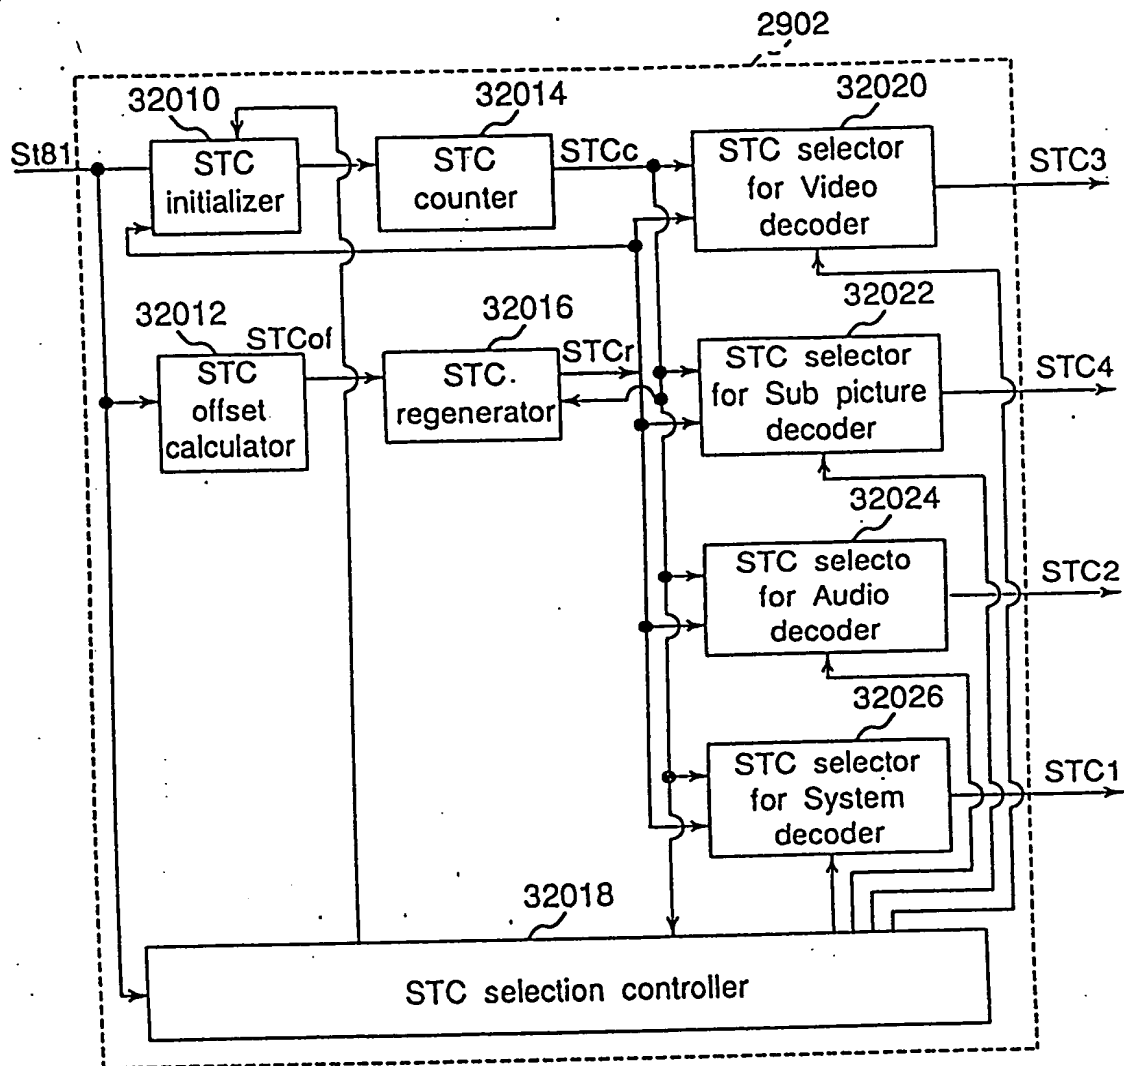 2902
32010
32014
32020
St81
STC
initializer
STC
counter
STCc
STC selector
for Video
decoder
STC3
32012
STCof
32016
STCr
32022
STC
offset
calculator
STC.
regenerator
STC selector
for Sub picture
decoder
STC4
32024
STC selecto
for Audio
decoder
STC2
32026
STC selector
for System
decoder
STC1
32018
STC selection controller